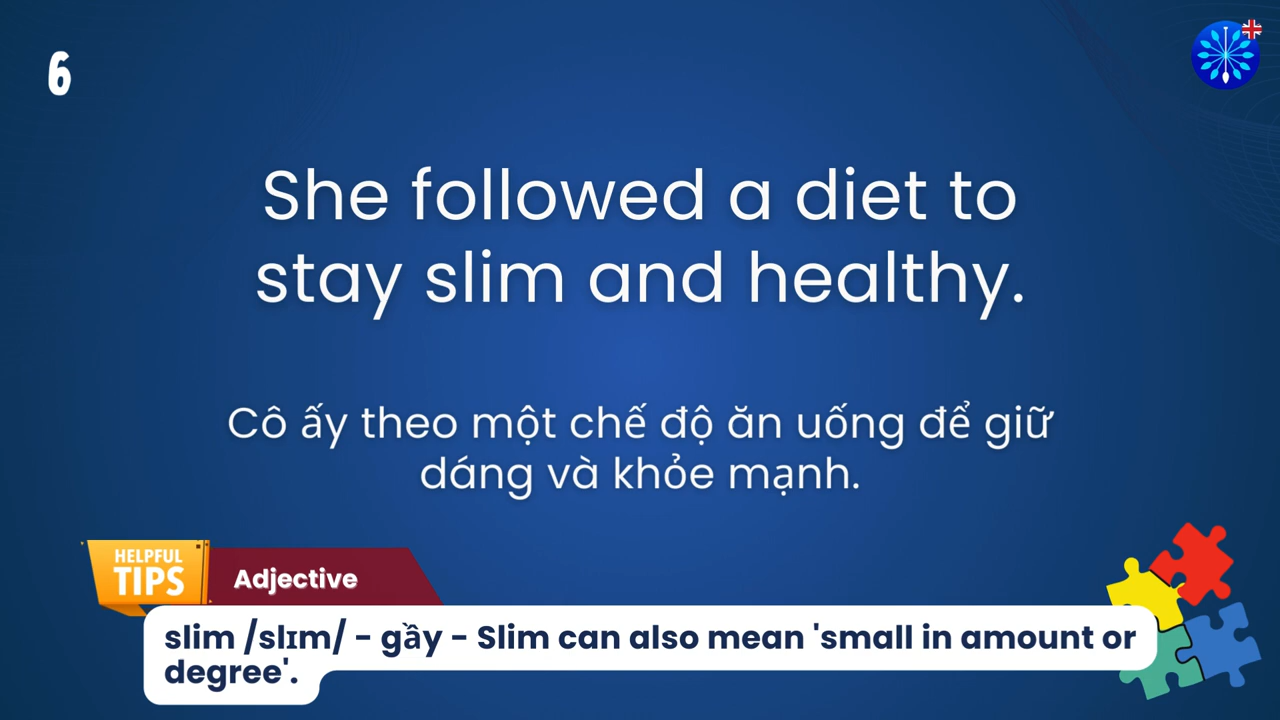 6
She followed a diet to
stay slim and healthy.
Cô ấy theo một chế độ ăn uống để giữ
dáng và khỏe mạnh.
HELPFUL
TIPS
Adjective
slim /slɪm/ - gầy - Slim can also mean 'small in amount or
degree'.